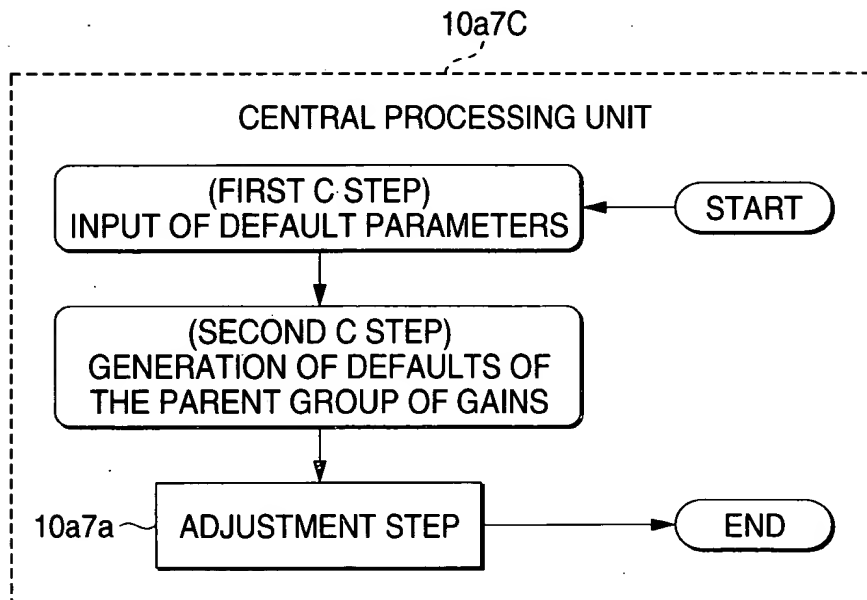 10a7C
CENTRAL PROCESSING UNIT
(FIRST C STEP)
INPUT OF DEFAULT PARAMETERS
START
(SECOND C STEP)
GENERATION OF DEFAULTS OF
THE PARENT GROUP OF GAINS
10a7a
ADJUSTMENT STEP
END